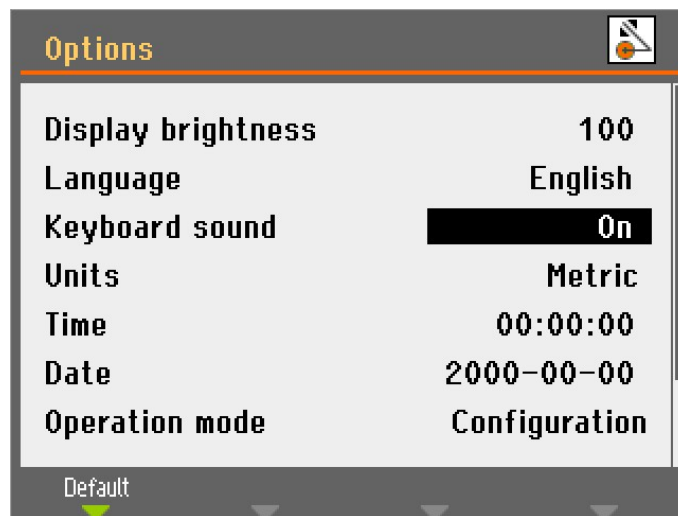 Options
Display brightness 100
Language English
Keyboard sound On
Units Metric
Time 00:00:00
Date 2000-00-00
Operation mode Configuration
Default